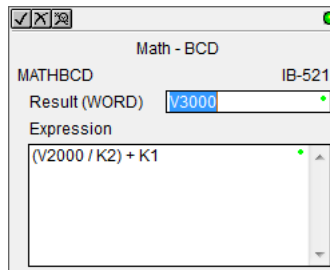 Math - BCD
MATHBCD IB-521
Result (WORD) V3000
Expression
(V2000 / K2) + K1